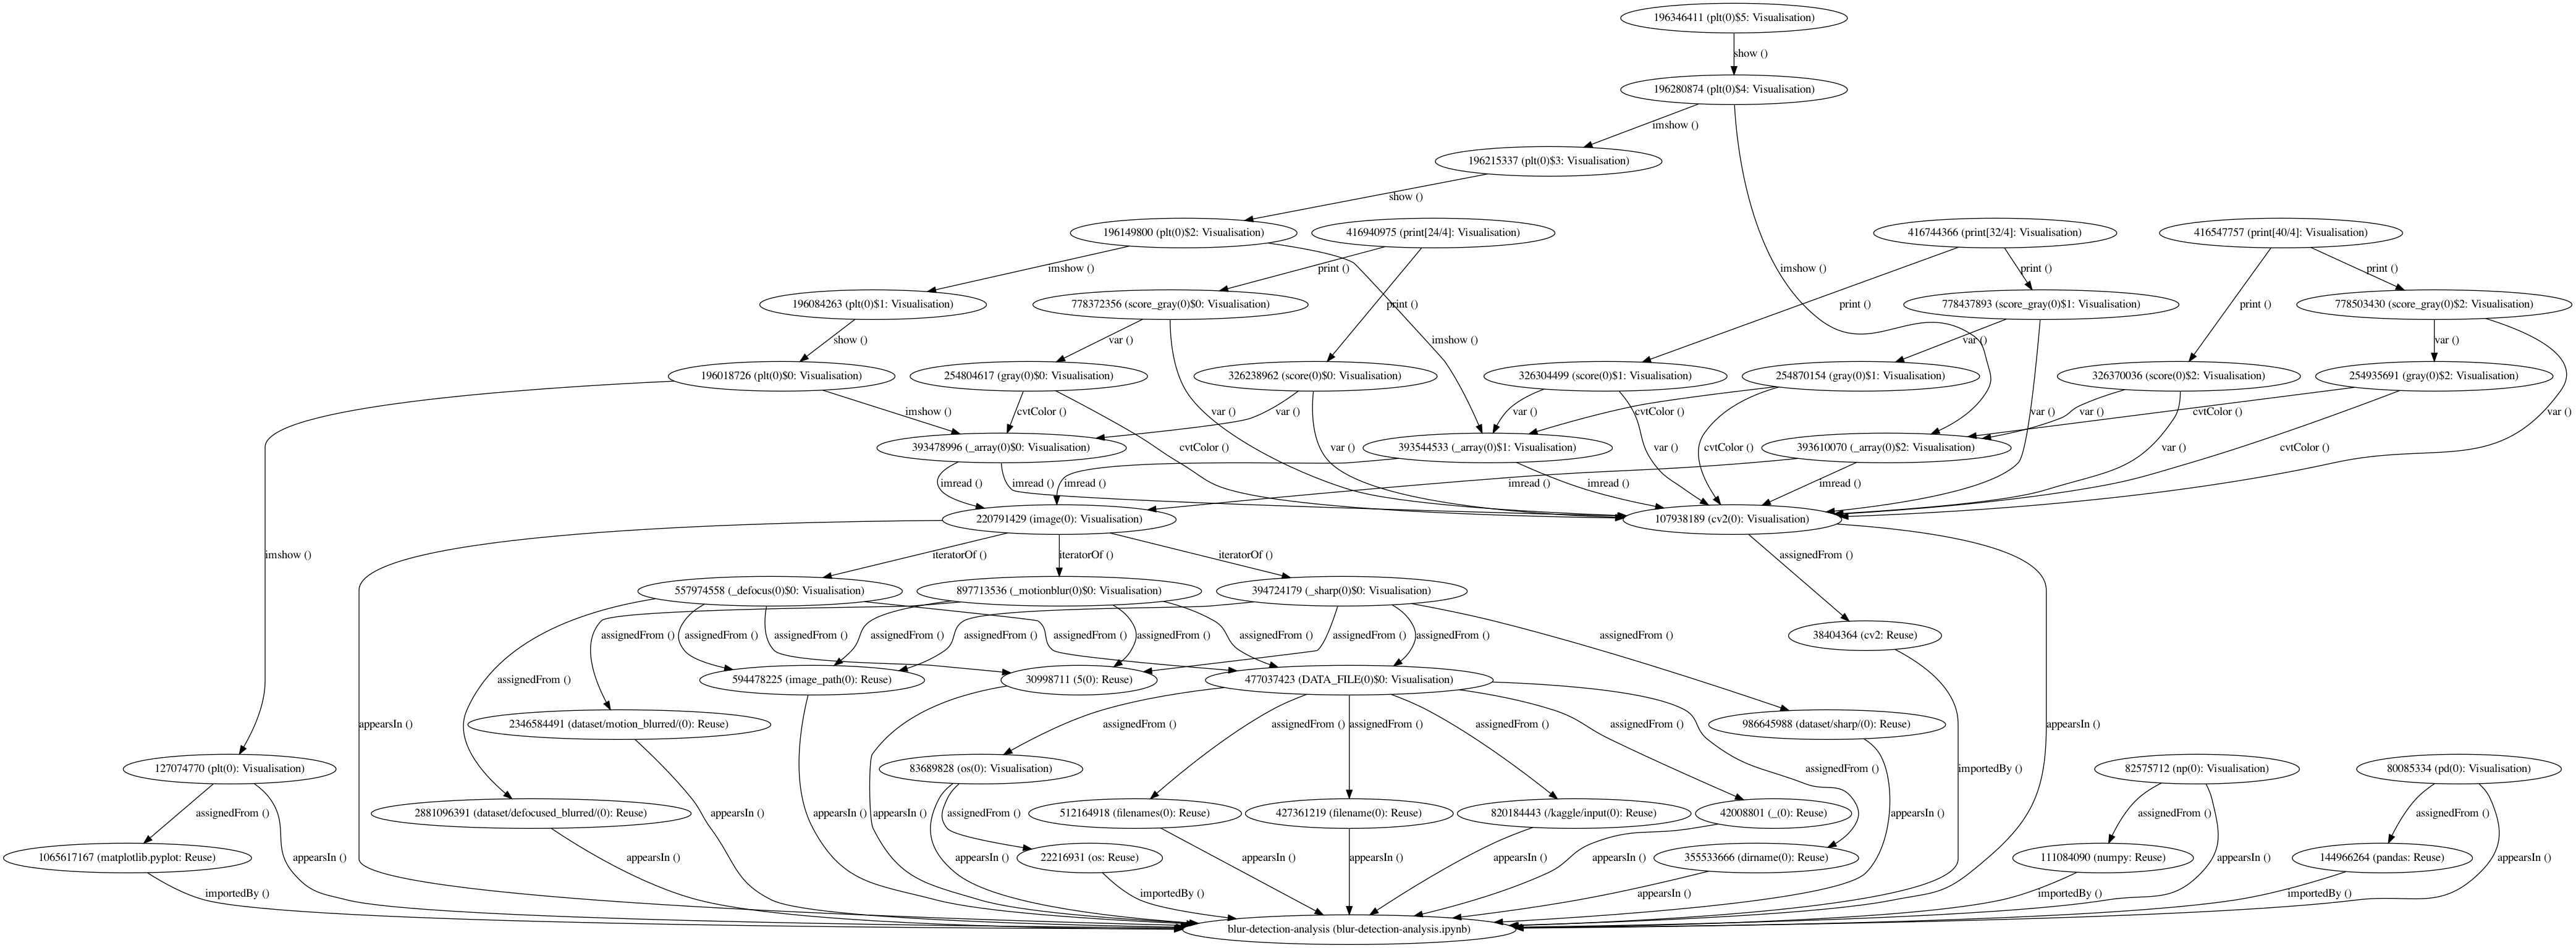 196346411 (plt(0)$5: Visualisation)
show ()
196280874 (plt(0)$4: Visualisation)
imshow ()
196215337 (plt(0)$3: Visualisation)
show ()
196149800 (plt(0)$2: Visualisation)
416940975 (print[24/4]: Visualisation)
416744366 (print[32/4]: Visualisation)
416547757 (print[40/4]: Visualisation)
imshow ()
print ()
imshow ()
print ()
print ()
196084263 (plt(0)$1: Visualisation)
778372356 (score_gray(0)$0: Visualisation)
print ()
print ()
778437893 (score_gray(0)$1: Visualisation)
print ()
778503430 (score_gray(0)$2: Visualisation)
show ()
var ()
imshow ()
var ()
var ()
196018726 (plt(0)$0: Visualisation)
254804617 (gray(0)$0: Visualisation)
326238962 (score(0)$0: Visualisation)
326304499 (score(0)$1: Visualisation)
254870154 (gray(0)$1: Visualisation)
326370036 (score(0)$2: Visualisation)
254935691 (gray(0)$2: Visualisation)
imshow ()
cvtColor ()
var ()
var ()
var ()
cvtColor ()
var ()
var ()
cvtColor ()
var ()
393478996 (_array(0)$0: Visualisation)
cvtColor ()
var ()
393544533 (_array(0)$1: Visualisation)
var ()
cvtColor ()
393610070 (_array(0)$2: Visualisation)
var ()
cvtColor ()
imread ()
imread ()
imread ()
imread ()
imread ()
imread ()
220791429 (image(0): Visualisation)
107938189 (cv2(0): Visualisation)
imshow ()
iteratorOf ()
iteratorOf ()
iteratorOf ()
assignedFrom ()
557974558 (_defocus(0)$0: Visualisation)
897713536 (_motionblur(0)$0: Visualisation)
394724179 (_sharp(0)$0: Visualisation)
assignedFrom ()
assignedFrom ()
assignedFrom ()
assignedFrom ()
assignedFrom ()
assignedFrom ()
assignedFrom ()
assignedFrom ()
assignedFrom ()
assignedFrom ()
assignedFrom ()
38404364 (cv2: Reuse)
assignedFrom ()
594478225 (image_path(0): Reuse)
30998711 (5(0): Reuse)
477037423 (DATA_FILE(0)$0: Visualisation)
appearsIn ()
2346584491 (dataset/motion_blurred/(0): Reuse)
assignedFrom ()
assignedFrom ()
assignedFrom ()
assignedFrom ()
assignedFrom ()
986645988 (dataset/sharp/(0): Reuse)
appearsIn ()
127074770 (plt(0): Visualisation)
83689828 (os(0): Visualisation)
assignedFrom ()
importedBy ()
82575712 (np(0): Visualisation)
80085334 (pd(0): Visualisation)
assignedFrom ()
2881096391 (dataset/defocused_blurred/(0): Reuse)
appearsIn ()
appearsIn ()
appearsIn ()
assignedFrom ()
512164918 (filenames(0): Reuse)
427361219 (filename(0): Reuse)
820184443 (/kaggle/input(0): Reuse)
42008801 (_(0): Reuse)
appearsIn ()
assignedFrom ()
assignedFrom ()
1065617167 (matplotlib.pyplot: Reuse)
appearsIn ()
appearsIn ()
appearsIn ()
22216931 (os: Reuse)
appearsIn ()
appearsIn ()
appearsIn ()
appearsIn ()
355533666 (dirname(0): Reuse)
111084090 (numpy: Reuse)
appearsIn ()
144966264 (pandas: Reuse)
appearsIn ()
importedBy ()
importedBy ()
appearsIn ()
importedBy ()
importedBy ()
blur-detection-analysis (blur-detection-analysis.ipynb)